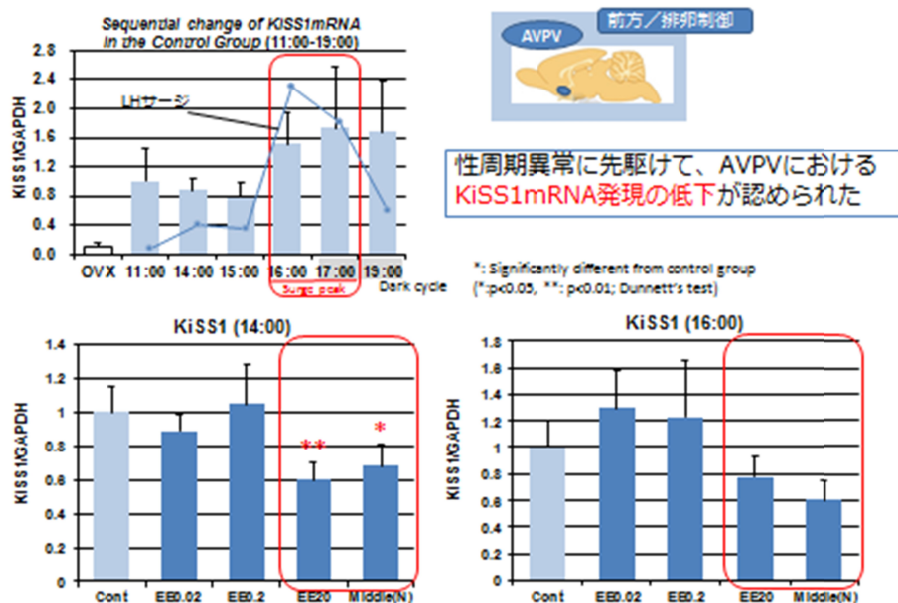 Sequential change of KiSS1mRNA
in the Control Group (11:00-19:00)
KiSS1/GAPDH
2.8
2.4
2.0
1.6
1.2
0.8
0.4
0.0
LHサージ
OVX 11:00 14:00 15:00 16:00 17:00 19:00
Surge peak
Dark cycle
AVPV
前方／排卵制御
性周期異常に先駆けて、AVPVにおける
KiSS1mRNA発現の低下が認められた
*: Significantly different from control group
(*:p<0.05, **: p<0.01; Dunnett's test)
KiSS1 (14:00)
KiSS1/GAPDH
1.4
1.2
1
0.8
0.6
0.4
0.2
0
**
*
Cont EE0.02 EE0.2 EE20 Middle(N)
KiSS1 (16:00)
KiSS1/GAPDH
1.8
1.6
1.4
1.2
1
0.8
0.6
0.4
0.2
0
Cont EE0.02 EE0.2 EE20 Middle(N)